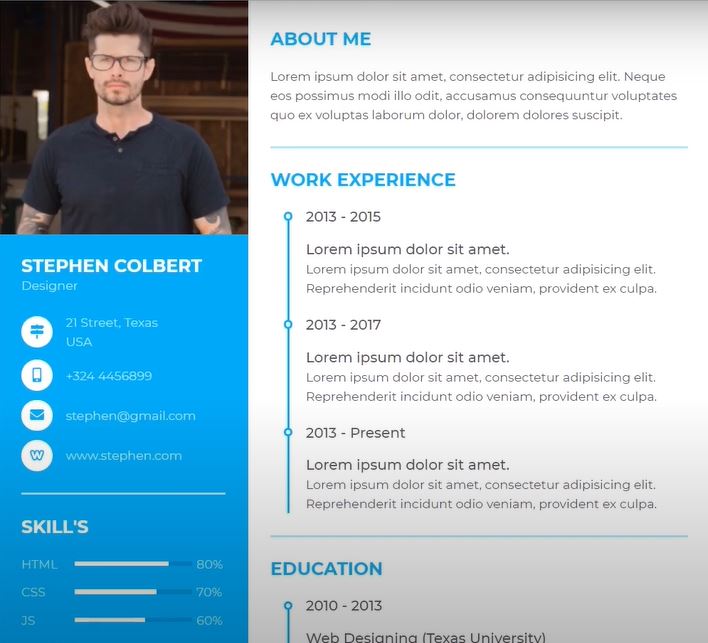 STEPHEN COLBERT
Designer
21 Street, Texas
USA
+324 4456899
stephen@gmail.com
www.stephen.com
SKILL'S
HTML 80%
CSS 70%
JS 60%
ABOUT ME
Lorem ipsum dolor sit amet, consectetur adipisicing elit. Neque
eos possimus modi illo odit, accusamus consequuntur voluptates
quo ex voluptas laborum dolor, dolorem dolores suscipit.
WORK EXPERIENCE
2013 - 2015
Lorem ipsum dolor sit amet.
Lorem ipsum dolor sit amet, consectetur adipisicing elit.
Reprehenderit incidunt odio veniam, provident ex culpa.
2013 - 2017
Lorem ipsum dolor sit amet.
Lorem ipsum dolor sit amet, consectetur adipisicing elit.
Reprehenderit incidunt odio veniam, provident ex culpa.
2013 - Present
Lorem ipsum dolor sit amet.
Lorem ipsum dolor sit amet, consectetur adipisicing elit.
Reprehenderit incidunt odio veniam, provident ex culpa.
EDUCATION
2010 - 2013
Web Designing (Texas University)